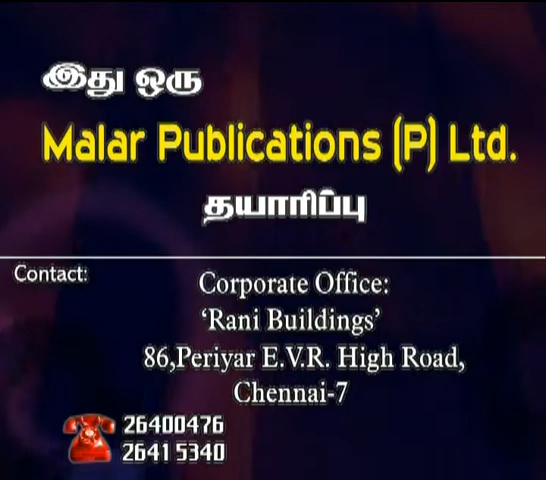 இது ஒரு
Malar Publications (P) Ltd.
தயாரிப்பு
Contact:
Corporate Office:
‘Rani Buildings’
86,Periyar E.V.R. High Road,
Chennai-7
26400476
2641 5340